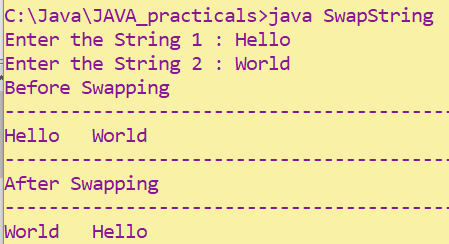 C:\Java\JAVA_practicals>java SwapString
Enter the String 1 : Hello
Enter the String 2 : World
Before Swapping
-----------------------------------------
Hello   World
-----------------------------------------
After Swapping
-----------------------------------------
World   Hello